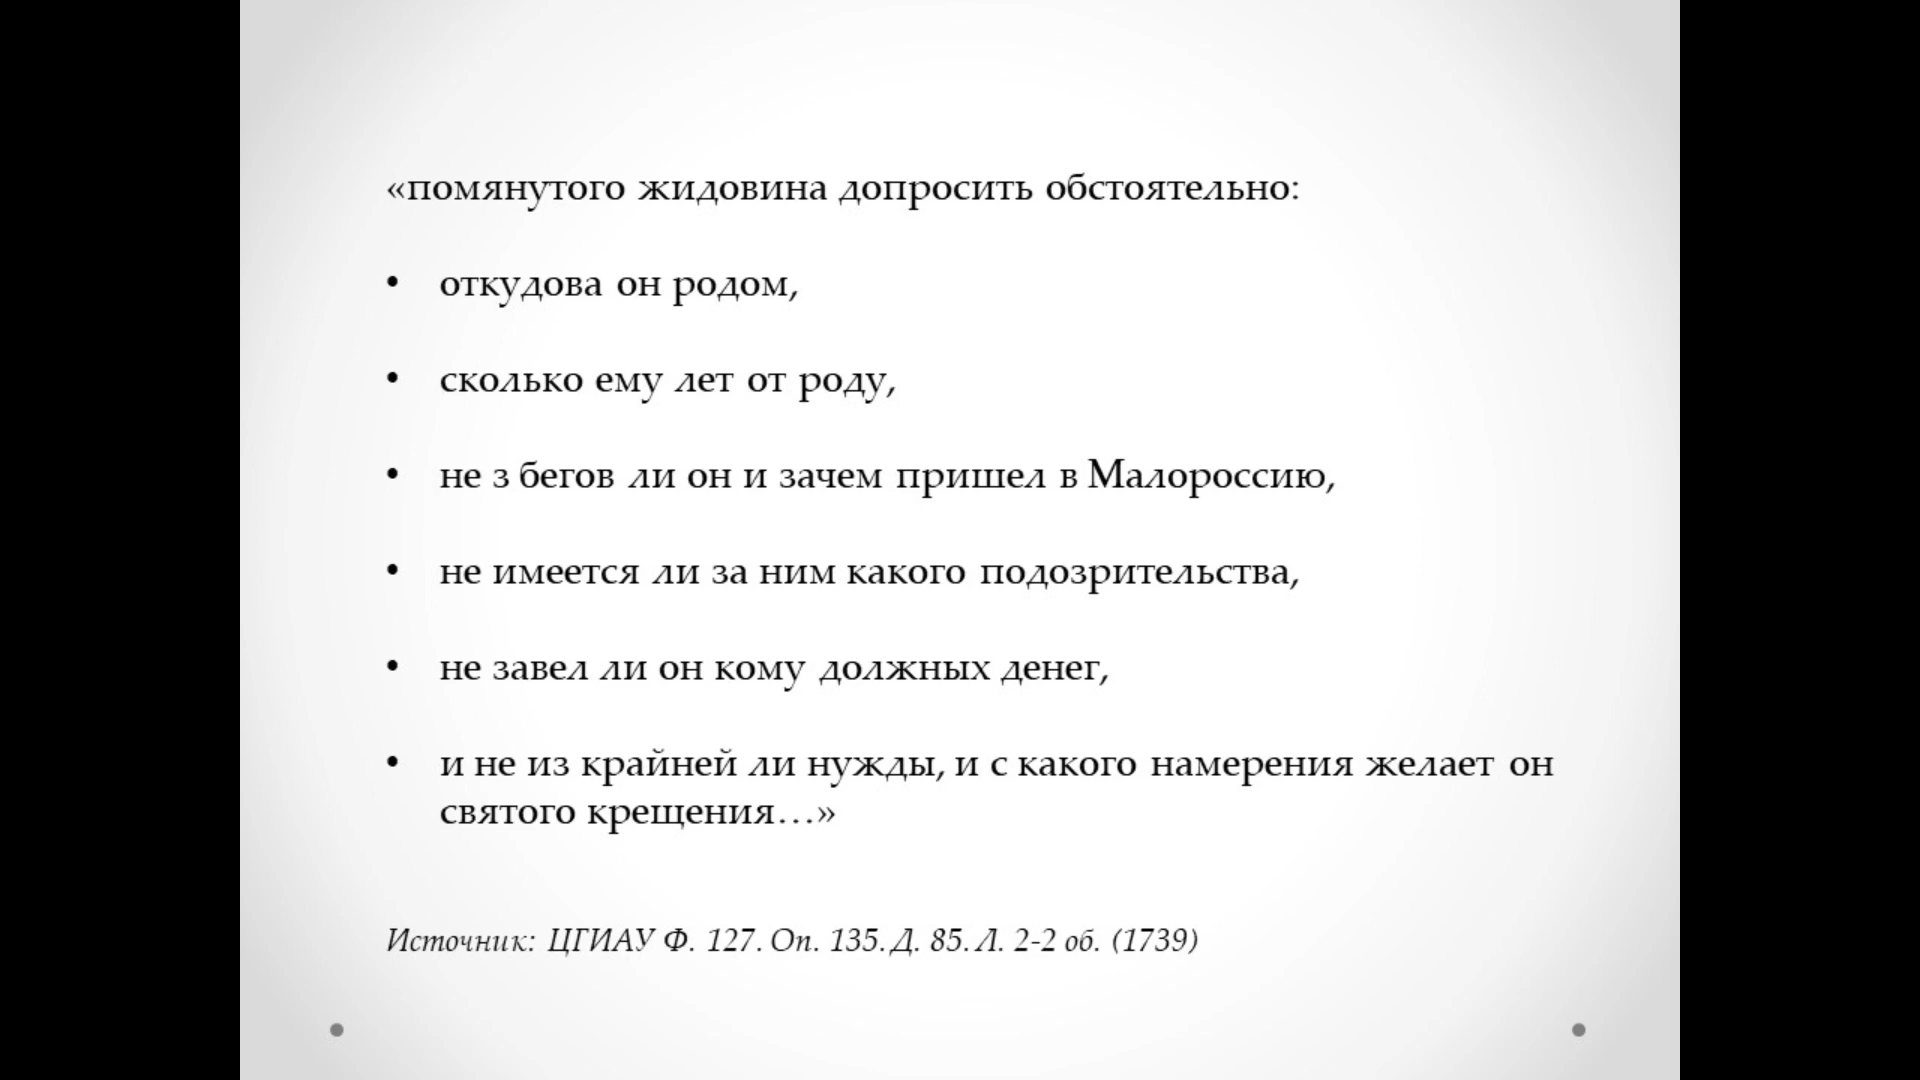 «помянутого жидовина допросить обстоятельно:
• откудова он родом,
• сколько ему лет от роду,
• не з бегов ли он и зачем пришел в Малороссию,
• не имеется ли за ним какого подозрительства,
• не завел ли он кому должных денег,
• и не из крайней ли нужды, и с какого намерения желает он
святого крещения…»
Источник: ЦГИАУ Ф. 127. Оп. 135. Д. 85. Л. 2-2 об. (1739)